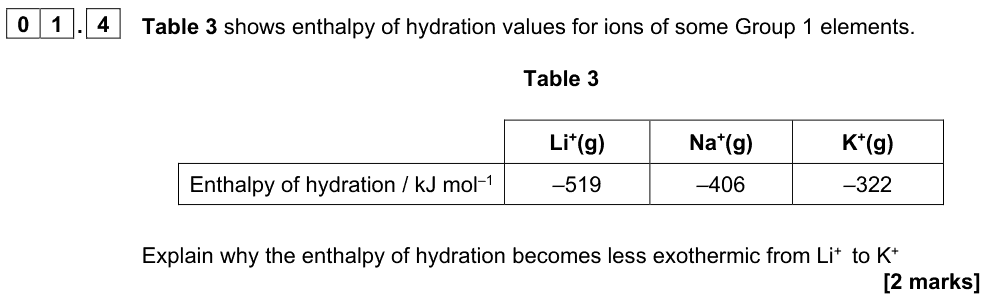 0 1 . 4 Table 3 shows enthalpy of hydration values for ions of some Group 1 elements.
Table 3
Li⁺(g) Na⁺(g) K⁺(g)
Enthalpy of hydration / kJ mol⁻¹ –519 –406 –322
Explain why the enthalpy of hydration becomes less exothermic from Li⁺ to K⁺
[2 marks]